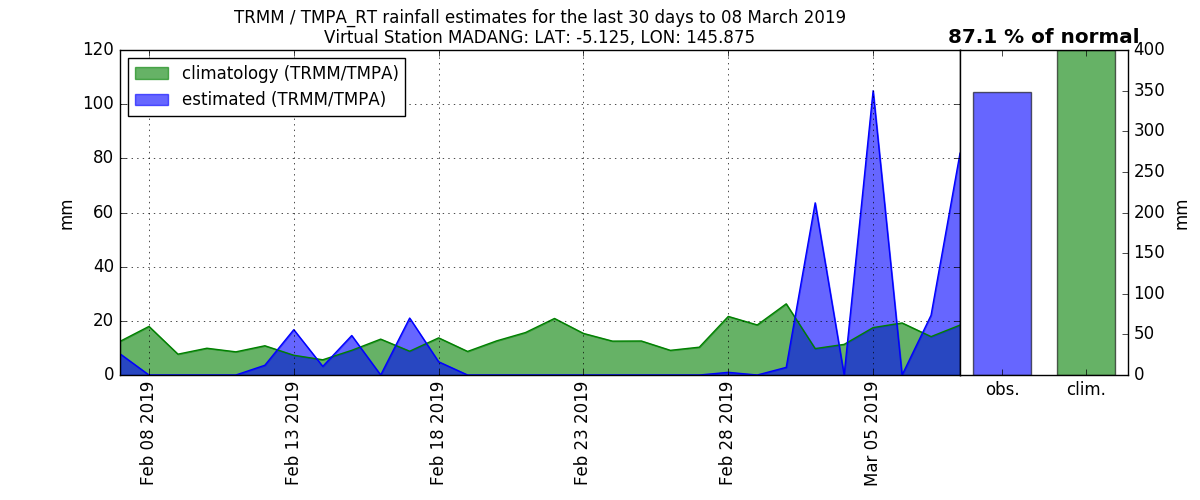 TRMM / TMPA_RT rainfall estimates for the last 30 days to 08 March 2019
Virtual Station MADANG: LAT: -5.125, LON: 145.875
87.1 % of normal
climatology (TRMM/TMPA)
estimated (TRMM/TMPA)
120
100
80
60
40
20
0
mm
Feb 08 2019
Feb 13 2019
Feb 18 2019
Feb 23 2019
Feb 28 2019
Mar 05 2019
obs.
clim.
400
350
300
250
200
150
100
50
0
mm